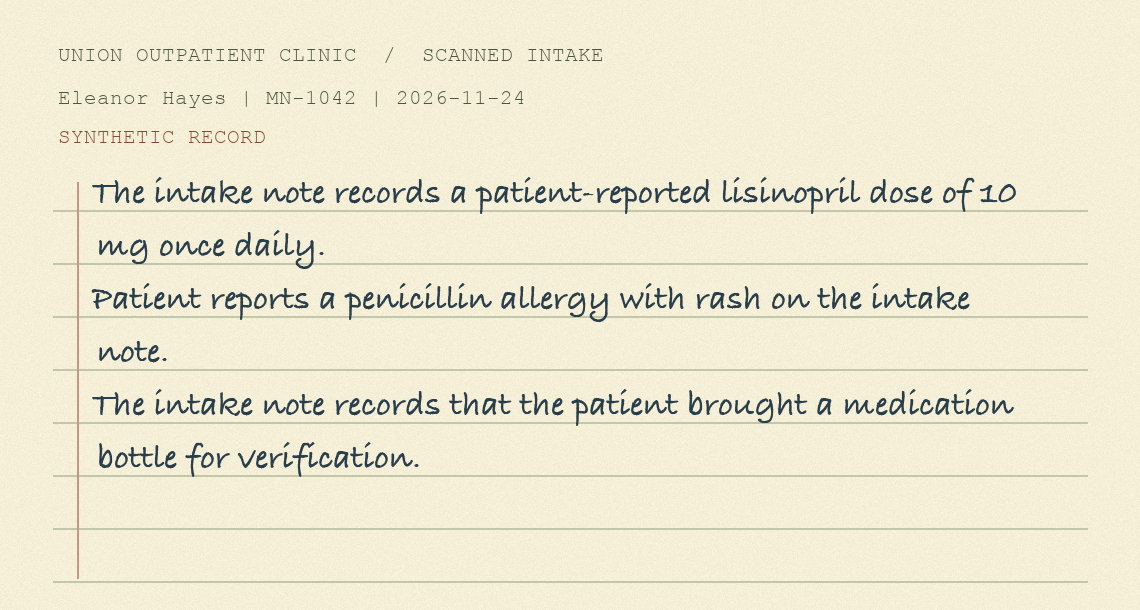 UNION OUTPATIENT CLINIC / SCANNED INTAKE
Eleanor Hayes | MN-1042 | 2026-11-24
SYNTHETIC RECORD
The intake note records a patient-reported lisinopril dose of 10
mg once daily.
Patient reports a penicillin allergy with rash on the intake
note.
The intake note records that the patient brought a medication
bottle for verification.